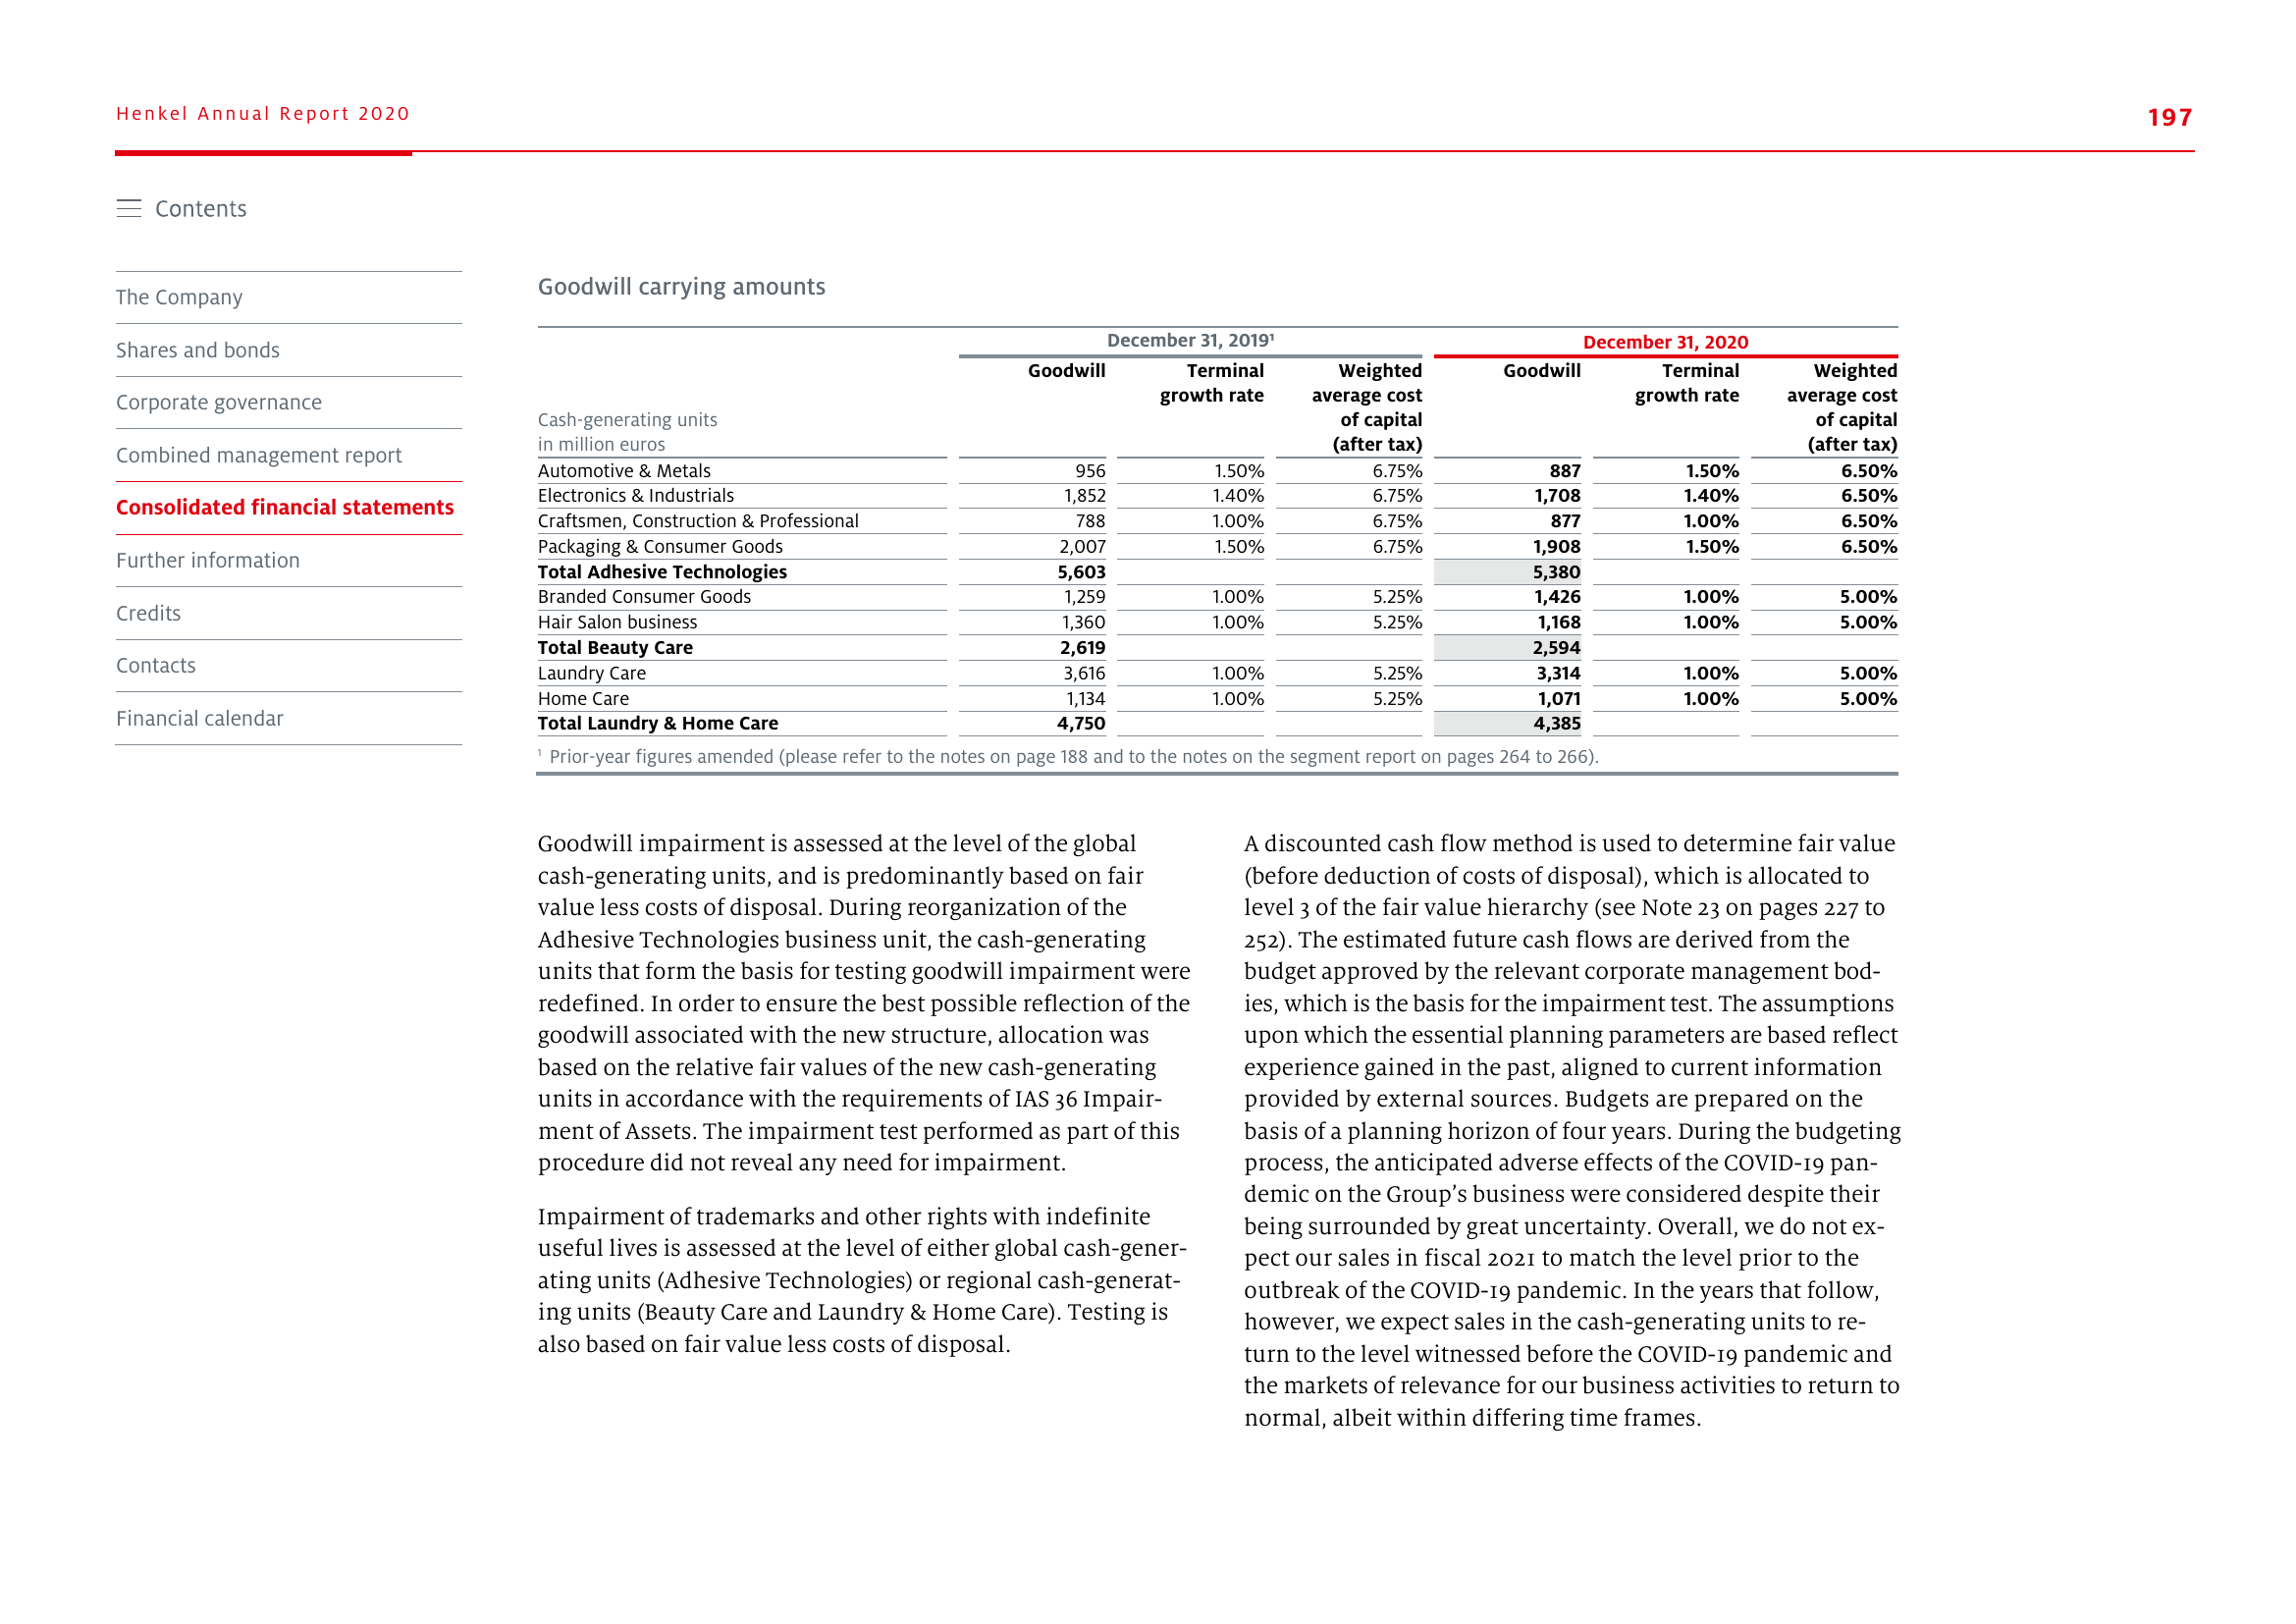 Henkel Annual Report 2020
197
Contents
The Company
Shares and bonds
Corporate governance
Combined management report
Consolidated financial statements
Further information
Credits
Contacts
Financial calendar
Goodwill carrying amounts
December 31, 2019¹ December 31, 2020
Goodwill Terminal Weighted Goodwill Terminal Weighted
growth rate average cost growth rate average cost
Cash-generating units of capital of capital
in million euros (after tax) (after tax)
Automotive & Metals 956 1.50% 6.75% 887 1.50% 6.50%
Electronics & Industrials 1,852 1.40% 6.75% 1,708 1.40% 6.50%
Craftsmen, Construction & Professional 788 1.00% 6.75% 877 1.00% 6.50%
Packaging & Consumer Goods 2,007 1.50% 6.75% 1,908 1.50% 6.50%
Total Adhesive Technologies 5,603 5,380
Branded Consumer Goods 1,259 1.00% 5.25% 1,426 1.00% 5.00%
Hair Salon business 1,360 1.00% 5.25% 1,168 1.00% 5.00%
Total Beauty Care 2,619 2,594
Laundry Care 3,616 1.00% 5.25% 3,314 1.00% 5.00%
Home Care 1,134 1.00% 5.25% 1,071 1.00% 5.00%
Total Laundry & Home Care 4,750 4,385
¹ Prior-year figures amended (please refer to the notes on page 188 and to the notes on the segment report on pages 264 to 266).
Goodwill impairment is assessed at the level of the global
cash-generating units, and is predominantly based on fair
value less costs of disposal. During reorganization of the
Adhesive Technologies business unit, the cash-generating
units that form the basis for testing goodwill impairment were
redefined. In order to ensure the best possible reflection of the
goodwill associated with the new structure, allocation was
based on the relative fair values of the new cash-generating
units in accordance with the requirements of IAS 36 Impair-
ment of Assets. The impairment test performed as part of this
procedure did not reveal any need for impairment.
Impairment of trademarks and other rights with indefinite
useful lives is assessed at the level of either global cash-gener-
ating units (Adhesive Technologies) or regional cash-generat-
ing units (Beauty Care and Laundry & Home Care). Testing is
also based on fair value less costs of disposal.
A discounted cash flow method is used to determine fair value
(before deduction of costs of disposal), which is allocated to
level 3 of the fair value hierarchy (see Note 23 on pages 227 to
252). The estimated future cash flows are derived from the
budget approved by the relevant corporate management bod-
ies, which is the basis for the impairment test. The assumptions
upon which the essential planning parameters are based reflect
experience gained in the past, aligned to current information
provided by external sources. Budgets are prepared on the
basis of a planning horizon of four years. During the budgeting
process, the anticipated adverse effects of the COVID-19 pan-
demic on the Group’s business were considered despite their
being surrounded by great uncertainty. Overall, we do not ex-
pect our sales in fiscal 2021 to match the level prior to the
outbreak of the COVID-19 pandemic. In the years that follow,
however, we expect sales in the cash-generating units to re-
turn to the level witnessed before the COVID-19 pandemic and
the markets of relevance for our business activities to return to
normal, albeit within differing time frames.